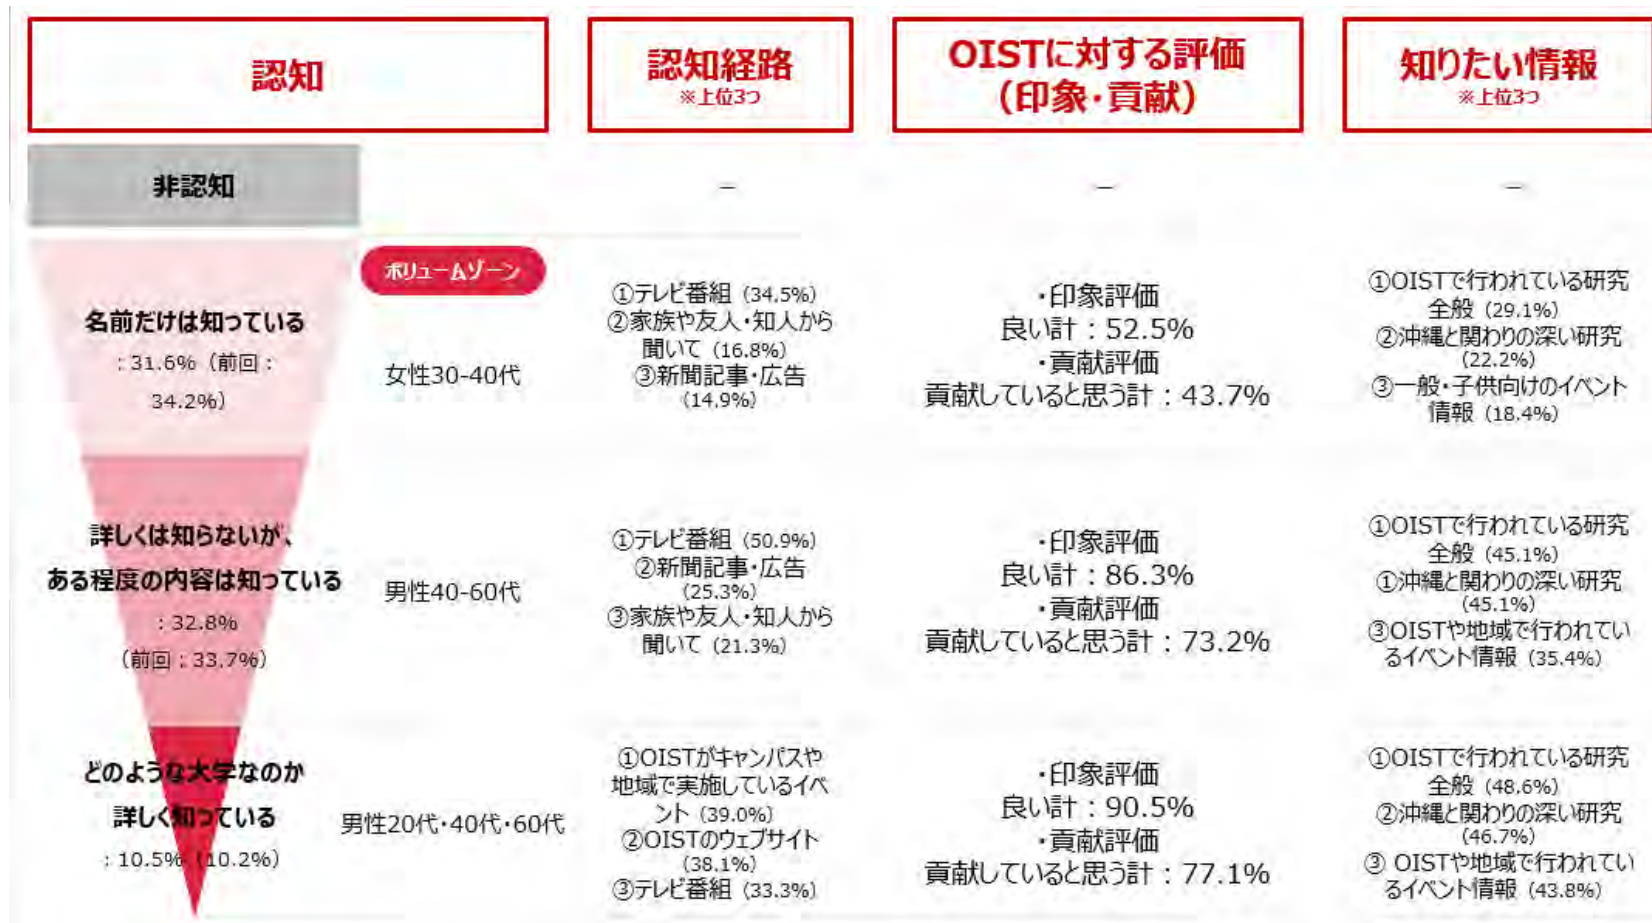 認知
認知経路
※上位3つ
OISTに対する評価
(印象・貢献)
知りたい情報
※上位3つ
非認知
–
–
–
名前だけは知っている
：31.6%（前回：
34.2%）
ボリュームゾーン
女性30-40代
①テレビ番組（34.5%）
②家族や友人・知人から
聞いて（16.8%）
③新聞記事・広告
（14.9%）
・印象評価
良い計：52.5%
・貢献評価
貢献していると思う計：43.7%
①OISTで行われている研究
全般（29.1%）
②沖縄と関わりの深い研究
（22.2%）
③一般・子供向けのイベント
情報（18.4%）
詳しくは知らないが、
ある程度の内容は知っている
：32.8%
（前回：33.7%）
男性40-60代
①テレビ番組（50.9%）
②新聞記事・広告
（25.3%）
③家族や友人・知人から
聞いて（21.3%）
・印象評価
良い計：86.3%
・貢献評価
貢献していると思う計：73.2%
①OISTで行われている研究
全般（45.1%）
①沖縄と関わりの深い研究
（45.1%）
③OISTや地域で行われてい
るイベント情報（35.4%）
どのような大学なのか
詳しく知っている
：10.5%（10.2%）
男性20代・40代・60代
①OISTがキャンパスや
地域で実施しているイベ
ント（39.0%）
②OISTのウェブサイト
（38.1%）
③テレビ番組（33.3%）
・印象評価
良い計：90.5%
・貢献評価
貢献していると思う計：77.1%
①OISTで行われている研究
全般（48.6%）
②沖縄と関わりの深い研究
（46.7%）
③ OISTや地域で行われてい
るイベント情報（43.8%）